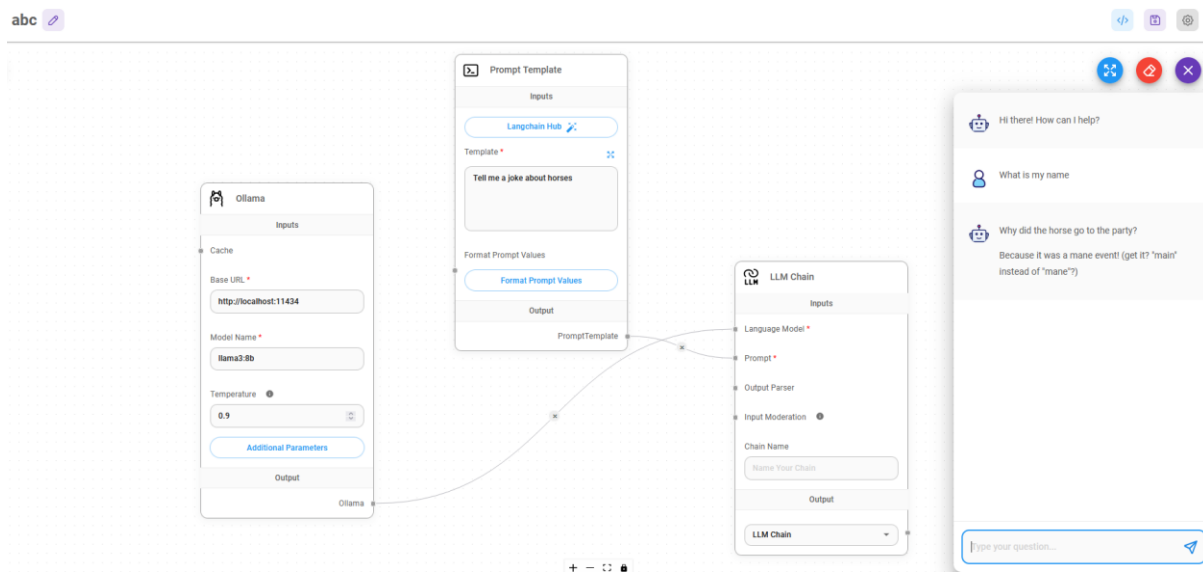 abc
</>
Prompt Template
Inputs
Langchain Hub
Template *
Tell me a joke about horses
Format Prompt Values
Format Prompt Values
Output
PromptTemplate
Ollama
Inputs
Cache
Base URL *
http://localhost:11434
Model Name *
llama3:8b
Temperature
0.9
Additional Parameters
Output
Ollama
LLM
LLM Chain
Inputs
Language Model *
Prompt *
Output Parser
Input Moderation
Chain Name
Name Your Chain
Output
LLM Chain
Hi there! How can I help?
What is my name
Why did the horse go to the party?
Because it was a mane event! (get it? "main"
instead of "mane"?)
Type your question...